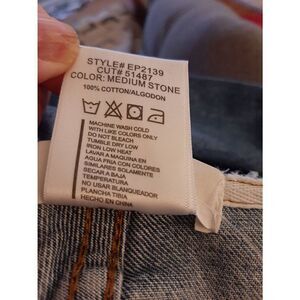 STYLE# EP2139
CUT# 51487
COLOR: MEDIUM STONE
100% COTTON/ALGODON
MACHINE WASH COLD
WITH LIKE COLORS ONLY
DO NOT BLEACH
TUMBLE DRY LOW
IRON LOW HEAT
LAVAR A MAQUINA EN
AGUA FRIA CON COLORES
SIMILARES SOLAMENTE
SECAR A BAJA
TEMPERATURA
NO USAR BLANQUEADOR
PLANCHA TIBIA
HECHO EN CHINA